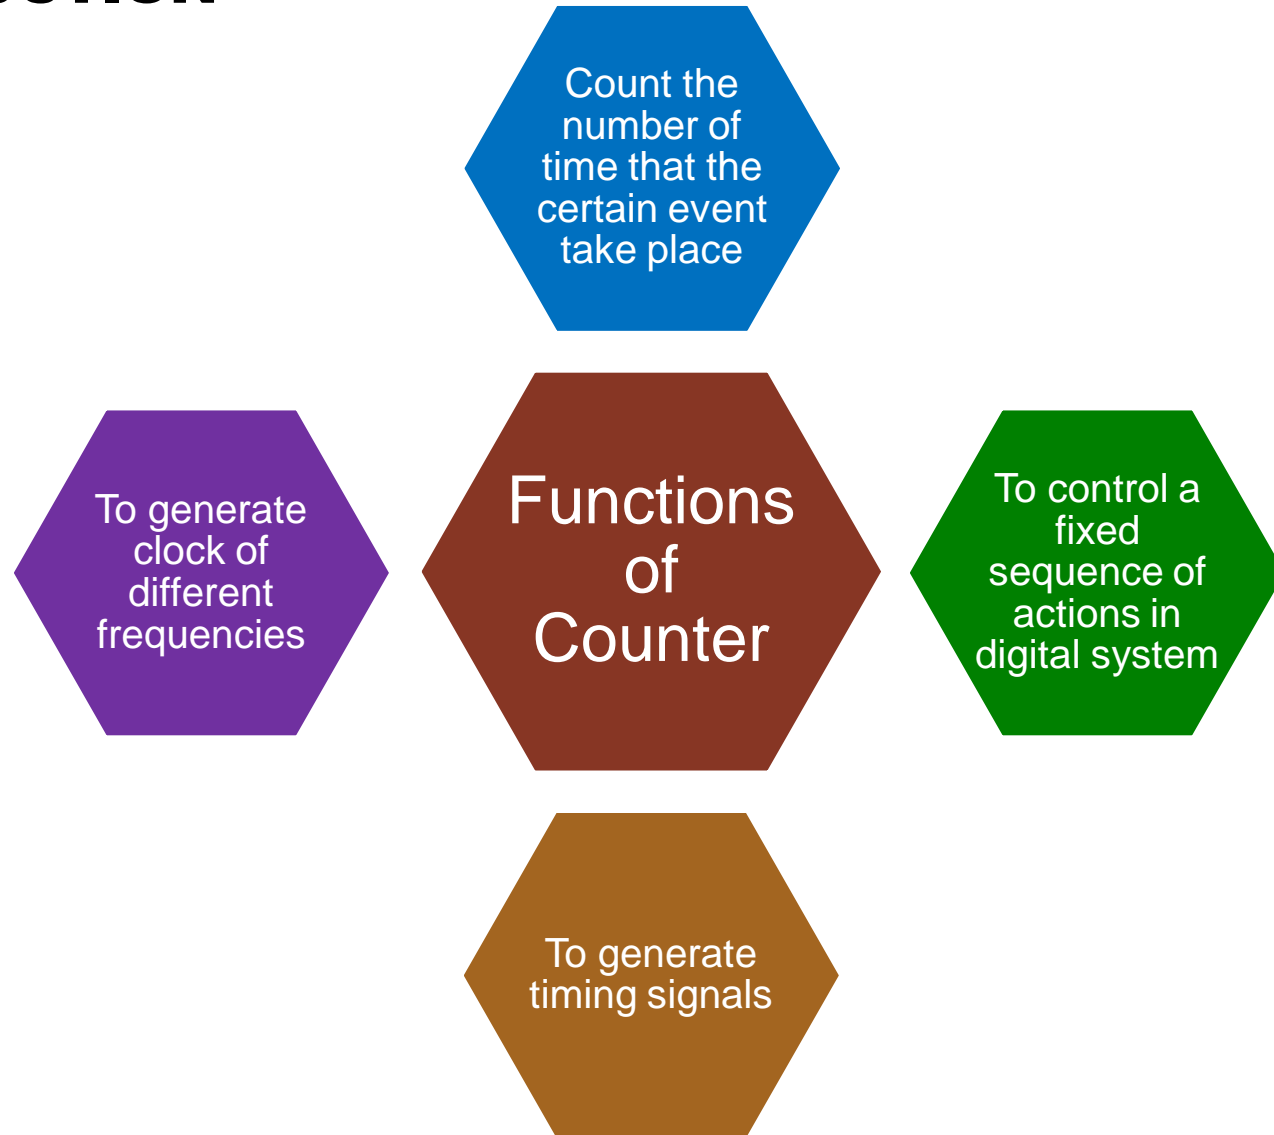 Count the
number of
time that the
certain event
take place
To generate
clock of
different
frequencies
Functions
of
Counter
To control a
fixed
sequence of
actions in
digital system
To generate
timing signals